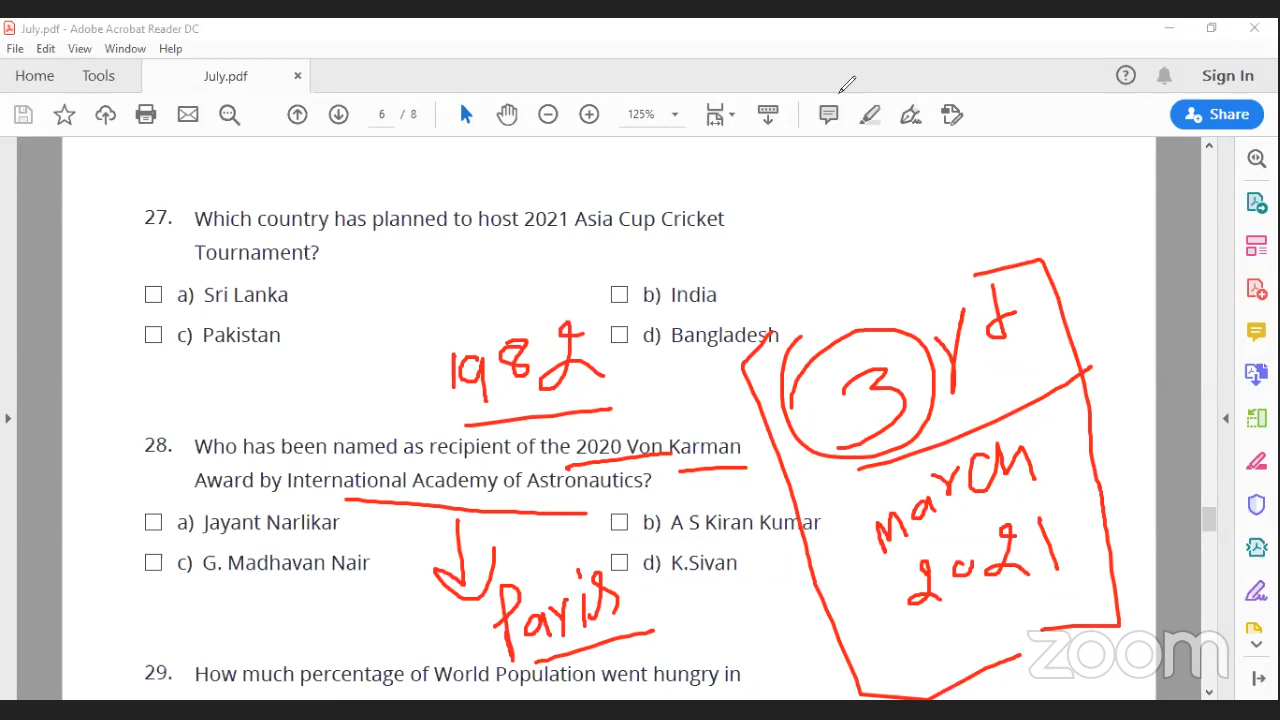 July.pdf - Adobe Acrobat Reader DC
File Edit View Window Help
Home Tools July.pdf × Sign In
6 / 8 125% Share
27. Which country has planned to host 2021 Asia Cup Cricket
Tournament?
a) Sri Lanka b) India
c) Pakistan d) Bangladesh
1982
3 yr
28. Who has been named as recipient of the 2020 Von Karman
Award by International Academy of Astronautics?
March
2021
a) Jayant Narlikar b) A S Kiran Kumar
c) G. Madhavan Nair d) K.Sivan
Paris
zoom
29. How much percentage of World Population went hungry in